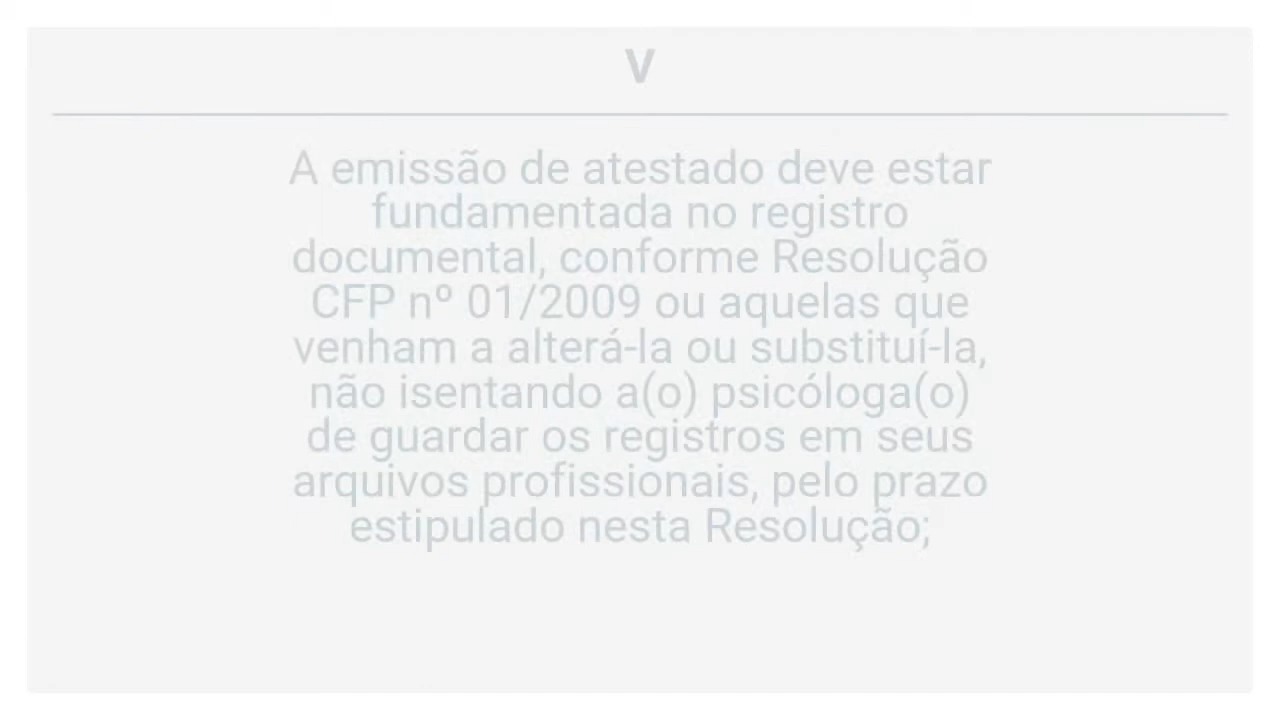 V
A emissão de atestado deve estar
fundamentada no registro
documental, conforme Resolução
CFP nº 01/2009 ou aquelas que
venham a alterá-la ou substituí-la,
não isentando a(o) psicóloga(o)
de guardar os registros em seus
arquivos profissionais, pelo prazo
estipulado nesta Resolução;